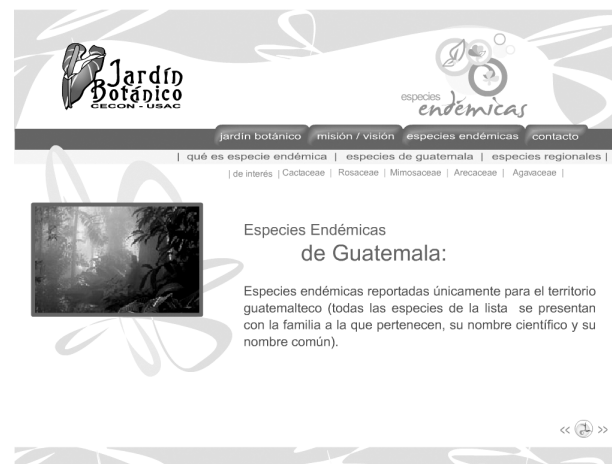 Jardín
Botánico
CECON - USAC
especies
endémicas
jardín botánico misión / visión especies endémicas contacto
| qué es especie endémica | especies de guatemala | especies regionales |
| de interés | Cactaceae | Rosaceae | Mimosaceae | Arecaceae | Agavaceae |
Especies Endémicas
de Guatemala:
Especies endémicas reportadas únicamente para el territorio
guatemalteco (todas las especies de la lista se presentan
con la familia a la que pertenecen, su nombre científico y su
nombre común).
<< >>